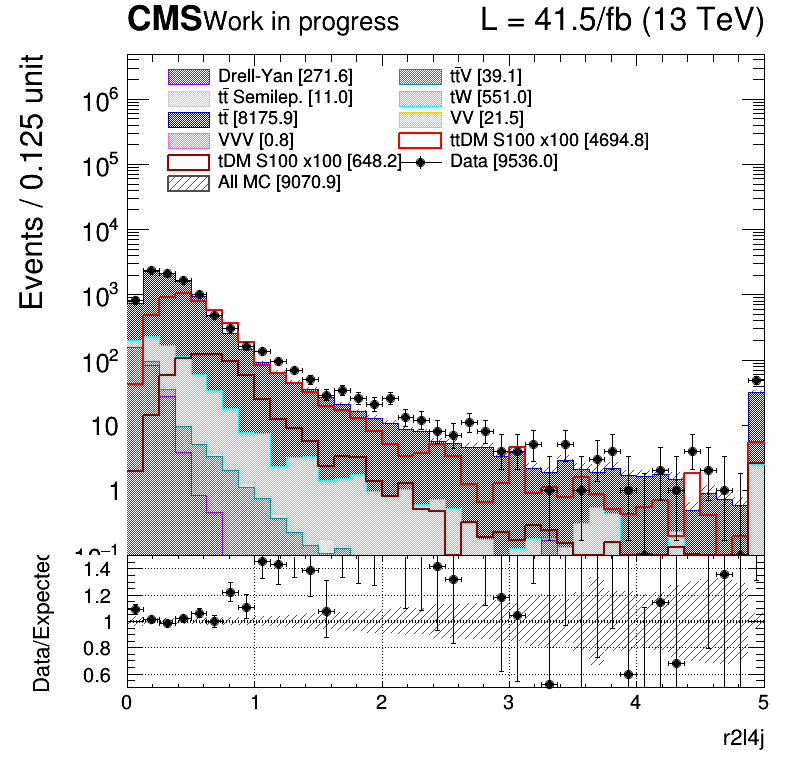 CMS Work in progress L = 41.5/fb (13 TeV)
Drell-Yan [271.6] tt̄V [39.1]
tt̄ Semilep. [11.0] tW [551.0]
tt̄ [8175.9] VV [21.5]
VVV [0.8] ttDM S100 x100 [4694.8]
tDM S100 x100 [648.2] Data [9536.0]
All MC [9070.9]
Events / 0.125 unit
10⁶
10⁵
10⁴
10³
10²
10
1
10⁻¹
Data/Expected
1.4
1.2
1
0.8
0.6
0 1 2 3 4 5
r2l4j